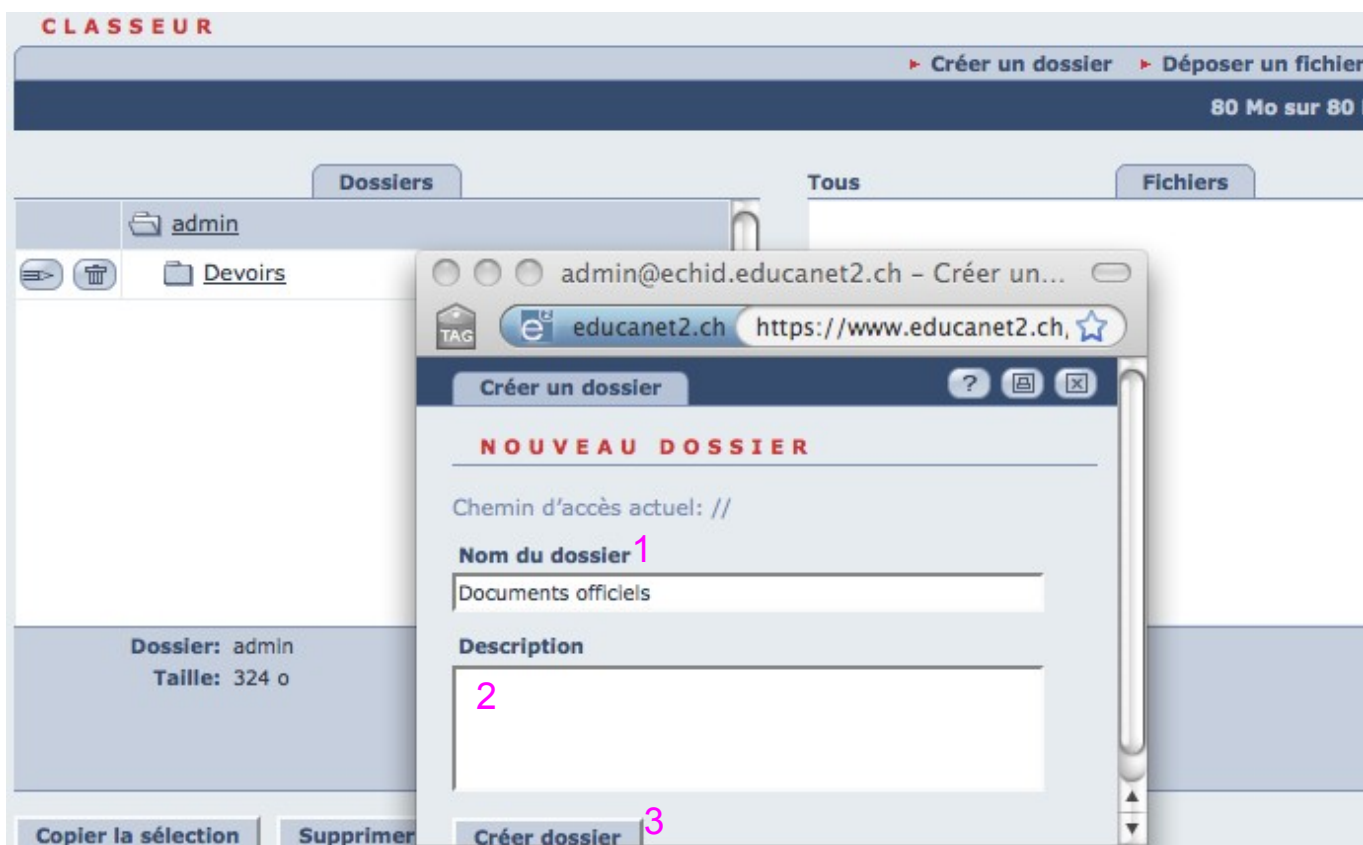 CLASSEUR
Créer un dossier Déposer un fichier
80 Mo sur 80
Dossiers Tous Fichiers
admin
Devoirs
admin@echid.educanet2.ch – Créer un...
TAG e2 educanet2.ch https://www.educanet2.ch,
Créer un dossier ?
NOUVEAU DOSSIER
Chemin d'accès actuel: //
Nom du dossier 1
Documents officiels
Description
2
Dossier: admin
Taille: 324 o
Créer dossier 3
Copier la sélection Supprimer